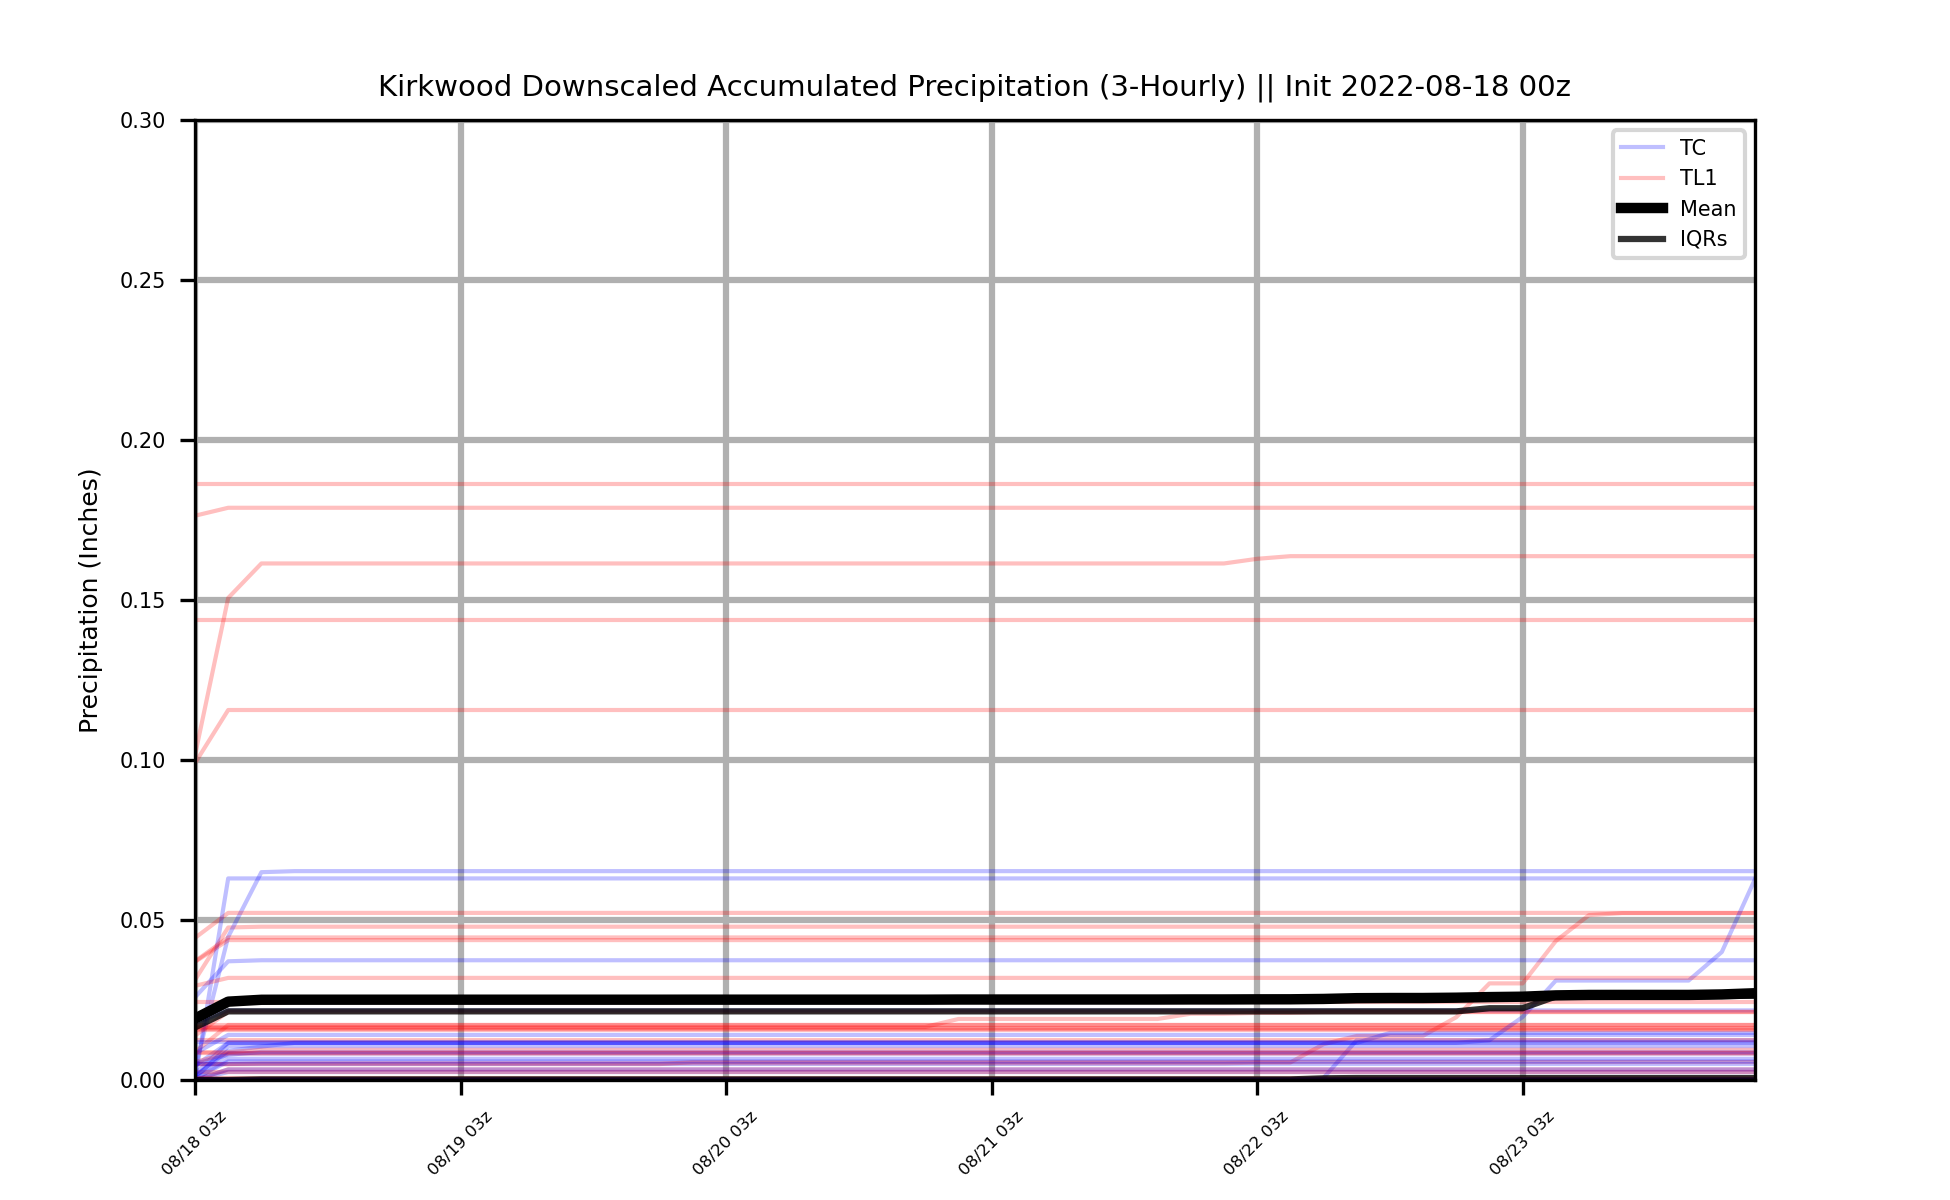 Kirkwood Downscaled Accumulated Precipitation (3-Hourly) || Init 2022-08-18 00z
TC
TL1
Mean
IQRs
Precipitation (Inches)
0.30
0.25
0.20
0.15
0.10
0.05
0.00
08/18 03z
08/19 03z
08/20 03z
08/21 03z
08/22 03z
08/23 03z